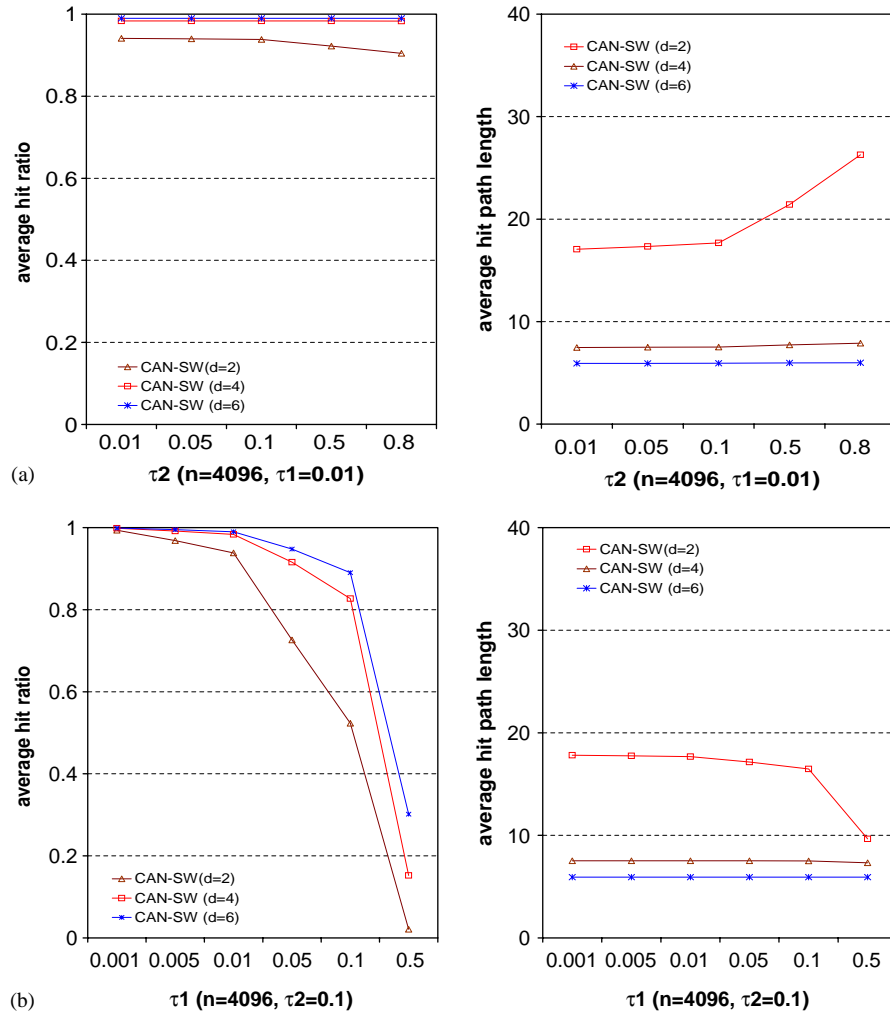 1
0.8
0.6
0.4
0.2
0
average hit ratio
CAN-SW(d=2)
CAN-SW (d=4)
CAN-SW (d=6)
0.01 0.05 0.1 0.5 0.8
τ2 (n=4096, τ1=0.01)
40
30
20
10
0
average hit path length
CAN-SW (d=2)
CAN-SW (d=4)
CAN-SW (d=6)
0.01 0.05 0.1 0.5 0.8
τ2 (n=4096, τ1=0.01)
(a)
1
0.8
0.6
0.4
0.2
0
average hit ratio
CAN-SW(d=2)
CAN-SW (d=4)
CAN-SW (d=6)
0.001 0.005 0.01 0.05 0.1 0.5
τ1 (n=4096, τ2=0.1)
40
30
20
10
0
average hit path length
CAN-SW(d=2)
CAN-SW (d=4)
CAN-SW (d=6)
0.001 0.005 0.01 0.05 0.1 0.5
τ1 (n=4096, τ2=0.1)
(b)